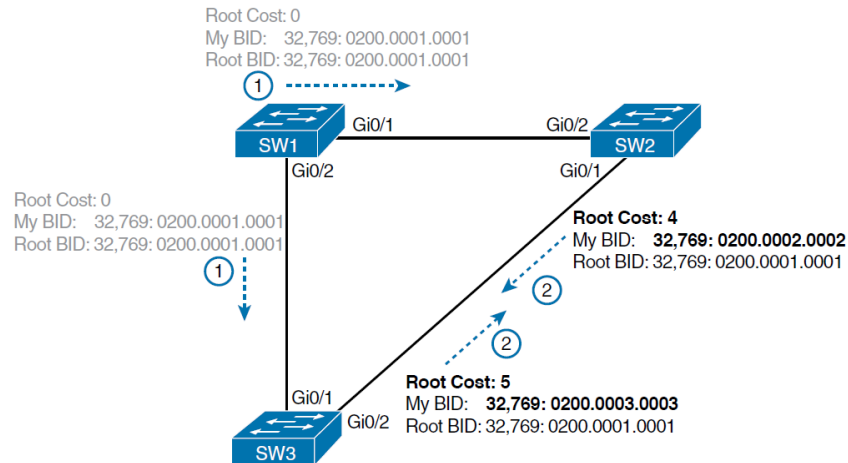 Root Cost: 0
My BID: 32,769: 0200.0001.0001
Root BID: 32,769: 0200.0001.0001
1
Gi0/1
Gi0/2
SW1
SW2
Gi0/2
Gi0/1
Root Cost: 0
My BID: 32,769: 0200.0001.0001
Root BID: 32,769: 0200.0001.0001
1
Root Cost: 4
My BID: 32,769: 0200.0002.0002
Root BID: 32,769: 0200.0001.0001
2
2
Root Cost: 5
My BID: 32,769: 0200.0003.0003
Root BID: 32,769: 0200.0001.0001
Gi0/1
Gi0/2
SW3